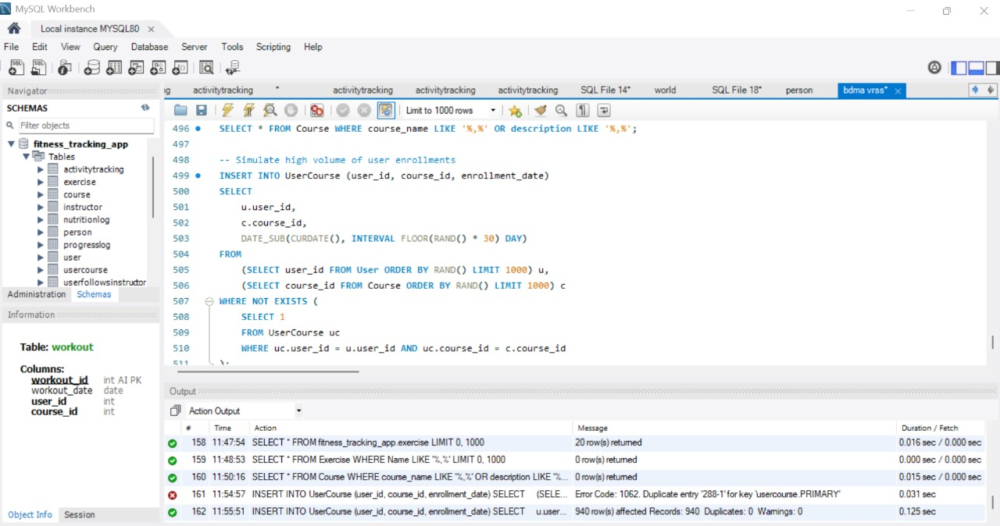 MySQL Workbench
Local instance MYSQL80
File Edit View Query Database Server Tools Scripting Help
Navigator
SCHEMAS
Filter objects
fitness_tracking_app
Tables
activitytracking
exercise
course
instructor
nutritionlog
person
progresslog
user
usercourse
userfollowsinstructor
Administration Schemas
Information
Table: workout
Columns:
workout_id int AI PK
workout_date date
user_id int
course_id int
Object Info Session
g activitytracking * activitytracking activitytracking activitytracking SQL File 14* world SQL File 18* person bdma vrss*
Limit to 1000 rows
496 SELECT * FROM Course WHERE course_name LIKE '%,%' OR description LIKE '%,%';
497
498 -- Simulate high volume of user enrollments
499 INSERT INTO UserCourse (user_id, course_id, enrollment_date)
500 SELECT
501 u.user_id,
502 c.course_id,
503 DATE_SUB(CURDATE(), INTERVAL FLOOR(RAND() * 30) DAY)
504 FROM
505 (SELECT user_id FROM User ORDER BY RAND() LIMIT 1000) u,
506 (SELECT course_id FROM Course ORDER BY RAND() LIMIT 1000) c
507 WHERE NOT EXISTS (
508 SELECT 1
509 FROM UserCourse uc
510 WHERE uc.user_id = u.user_id AND uc.course_id = c.course_id
511 );
Output
Action Output
# Time Action Message Duration / Fetch
158 11:47:54 SELECT * FROM fitness_tracking_app.exercise LIMIT 0, 1000 20 row(s) returned 0.016 sec / 0.000 sec
159 11:48:53 SELECT * FROM Exercise WHERE Name LIKE '%,%' LIMIT 0, 1000 0 row(s) returned 0.000 sec / 0.000 sec
160 11:50:16 SELECT * FROM Course WHERE course_name LIKE '%,%' OR description LIKE '%... 0 row(s) returned 0.015 sec / 0.000 sec
161 11:54:57 INSERT INTO UserCourse (user_id, course_id, enrollment_date) SELECT (SELE... Error Code: 1062. Duplicate entry '288-1' for key 'usercourse.PRIMARY' 0.031 sec
162 11:55:51 INSERT INTO UserCourse (user_id, course_id, enrollment_date) SELECT u.user... 940 row(s) affected Records: 940 Duplicates: 0 Warnings: 0 0.125 sec